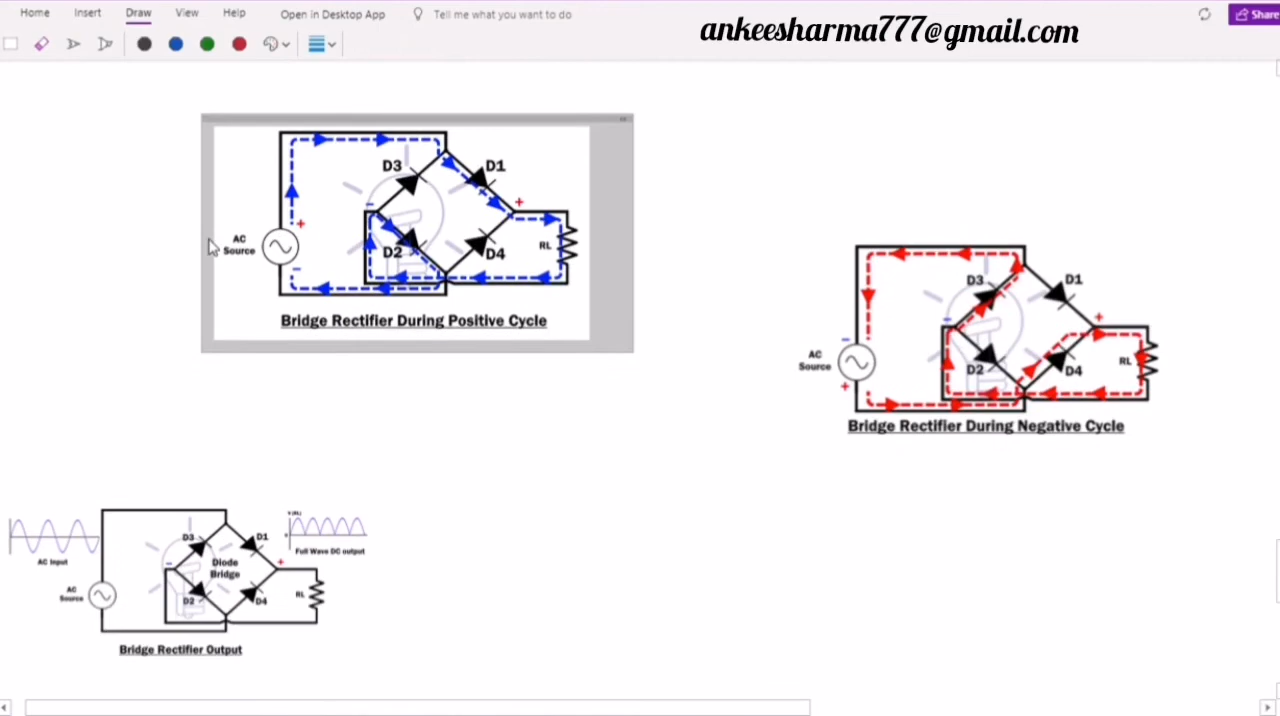 Home Insert Draw View Help Open in Desktop App Tell me what you want to do
Share
ankeesharma777@gmail.com
D3 D1
+
-
+
AC
Source
RL
D2 D4
-
Bridge Rectifier During Positive Cycle
D3 D1
-
+
-
AC
Source
RL
D2 D4
+
Bridge Rectifier During Negative Cycle
AC Input
V(RL)
Full Wave DC output
D3 D1
Diode
Bridge
-
+
AC
Source
RL
D2 D4
Bridge Rectifier Output